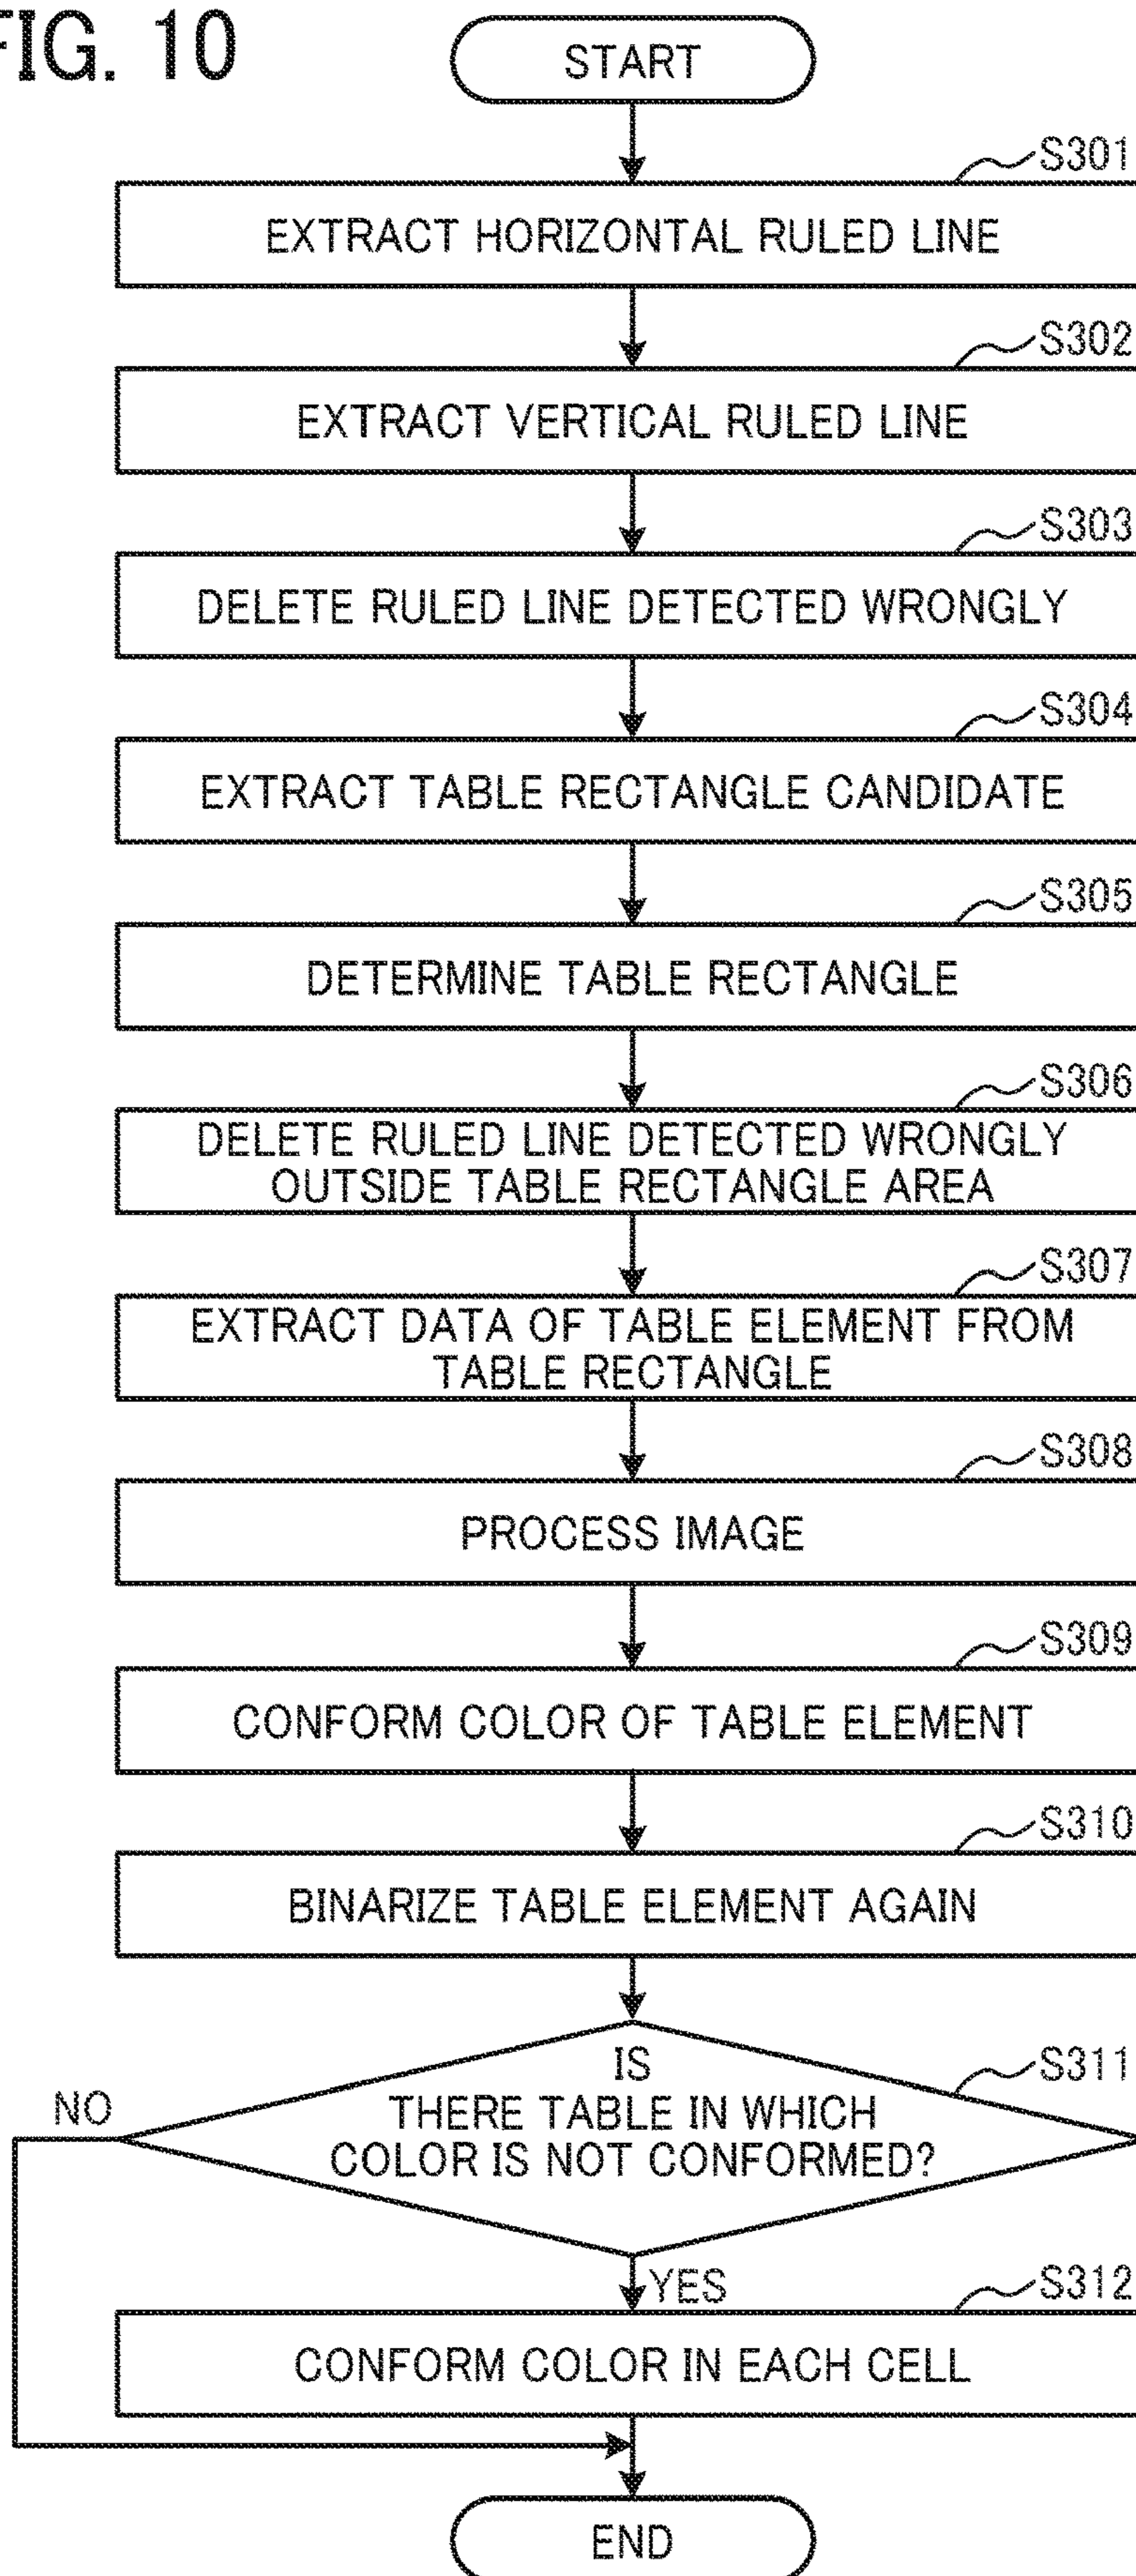 FIG. 10
START
S301
EXTRACT HORIZONTAL RULED LINE
S302
EXTRACT VERTICAL RULED LINE
S303
DELETE RULED LINE DETECTED WRONGLY
S304
EXTRACT TABLE RECTANGLE CANDIDATE
S305
DETERMINE TABLE RECTANGLE
S306
DELETE RULED LINE DETECTED WRONGLY
OUTSIDE TABLE RECTANGLE AREA
S307
EXTRACT DATA OF TABLE ELEMENT FROM
TABLE RECTANGLE
S308
PROCESS IMAGE
S309
CONFORM COLOR OF TABLE ELEMENT
S310
BINARIZE TABLE ELEMENT AGAIN
S311
IS
THERE TABLE IN WHICH
COLOR IS NOT CONFORMED?
NO
YES
S312
CONFORM COLOR IN EACH CELL
END